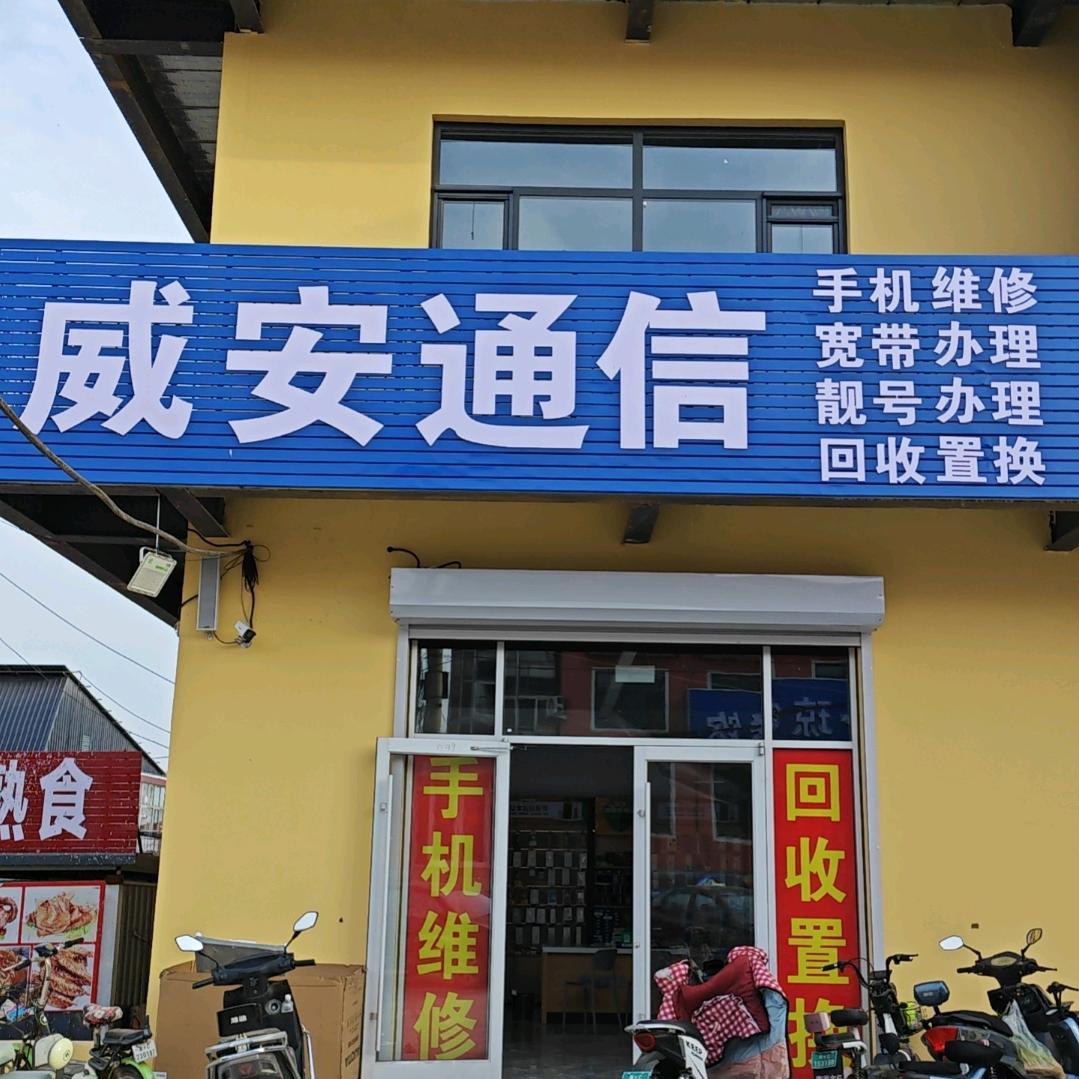 威安通信
手机维修
宽带办理
靓号办理
回收置换
熟食
手机维修
回收置换